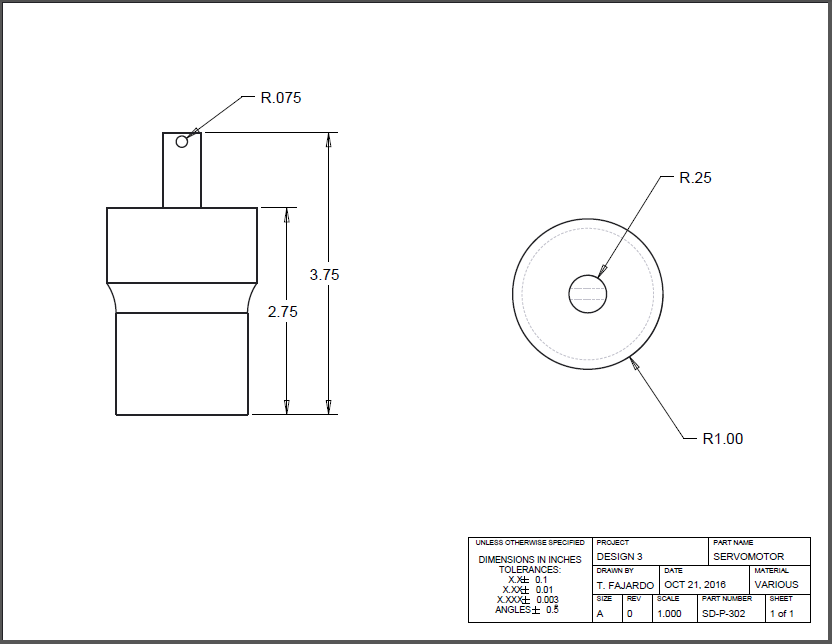 R.075
R.25
3.75
2.75
R1.00
UNLESS OTHERWISE SPECIFIED
DIMENSIONS IN INCHES
TOLERANCES:
X.X± 0.1
X.XX± 0.01
X.XXX± 0.003
ANGLES± 0.5
PROJECT
DESIGN 3
PART NAME
SERVOMOTOR
DRAWN BY
T. FAJARDO
DATE
OCT 21, 2016
MATERIAL
VARIOUS
SIZE
A
REV
0
SCALE
1.000
PART NUMBER
SD-P-302
SHEET
1 of 1